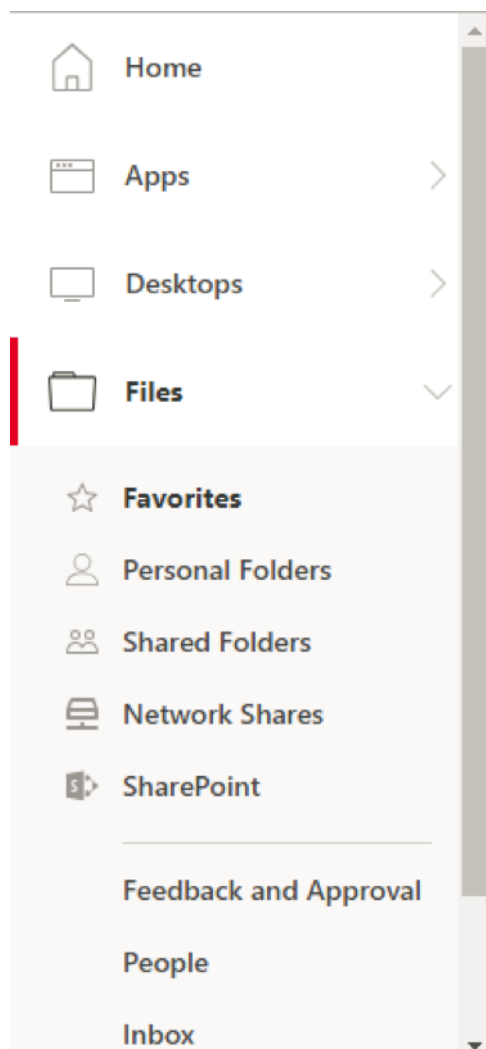 Home
Apps
Desktops
Files
Favorites
Personal Folders
Shared Folders
Network Shares
SharePoint
Feedback and Approval
People
Inbox